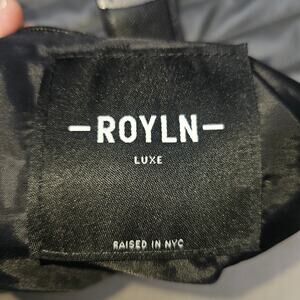 —ROYLN—
LUXE
RAISED IN NYC